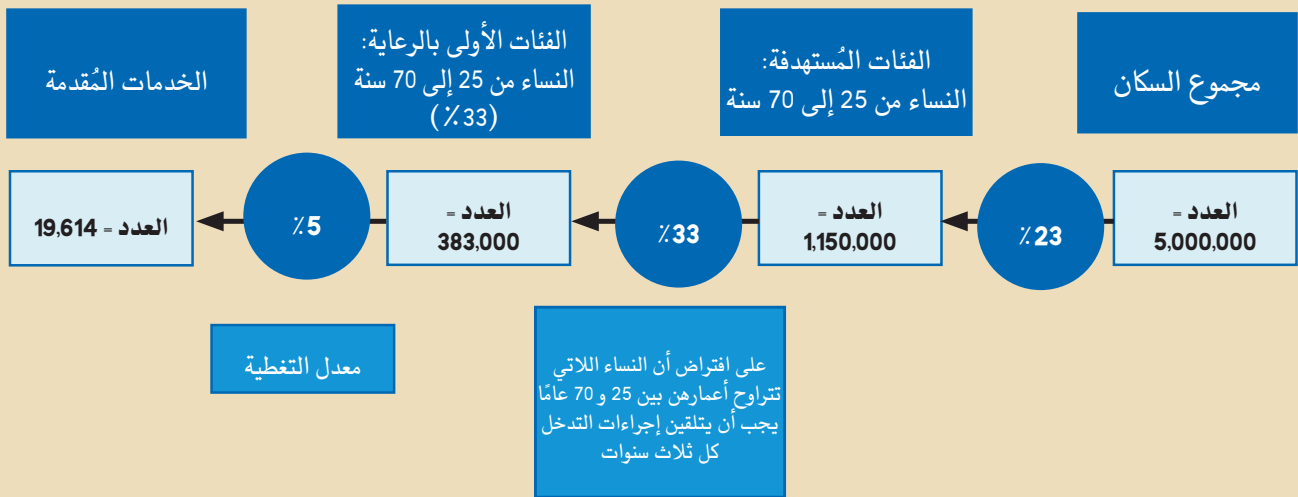 مجموع السكان
الفئات المُستهدفة:
النساء من 25 إلى 70 سنة
الفئات الأولى بالرعاية:
النساء من 25 إلى 70 سنة
(33٪)
الخدمات المُقدمة
العدد =
5,000,000
٪23
العدد =
1,150,000
٪33
العدد =
383,000
٪5
العدد = 19,614
على افتراض أن النساء اللاتي
تتراوح أعمارهن بين 25 و 70 عامًا
يجب أن يتلقين إجراءات التدخل
كل ثلاث سنوات
معدل التغطية